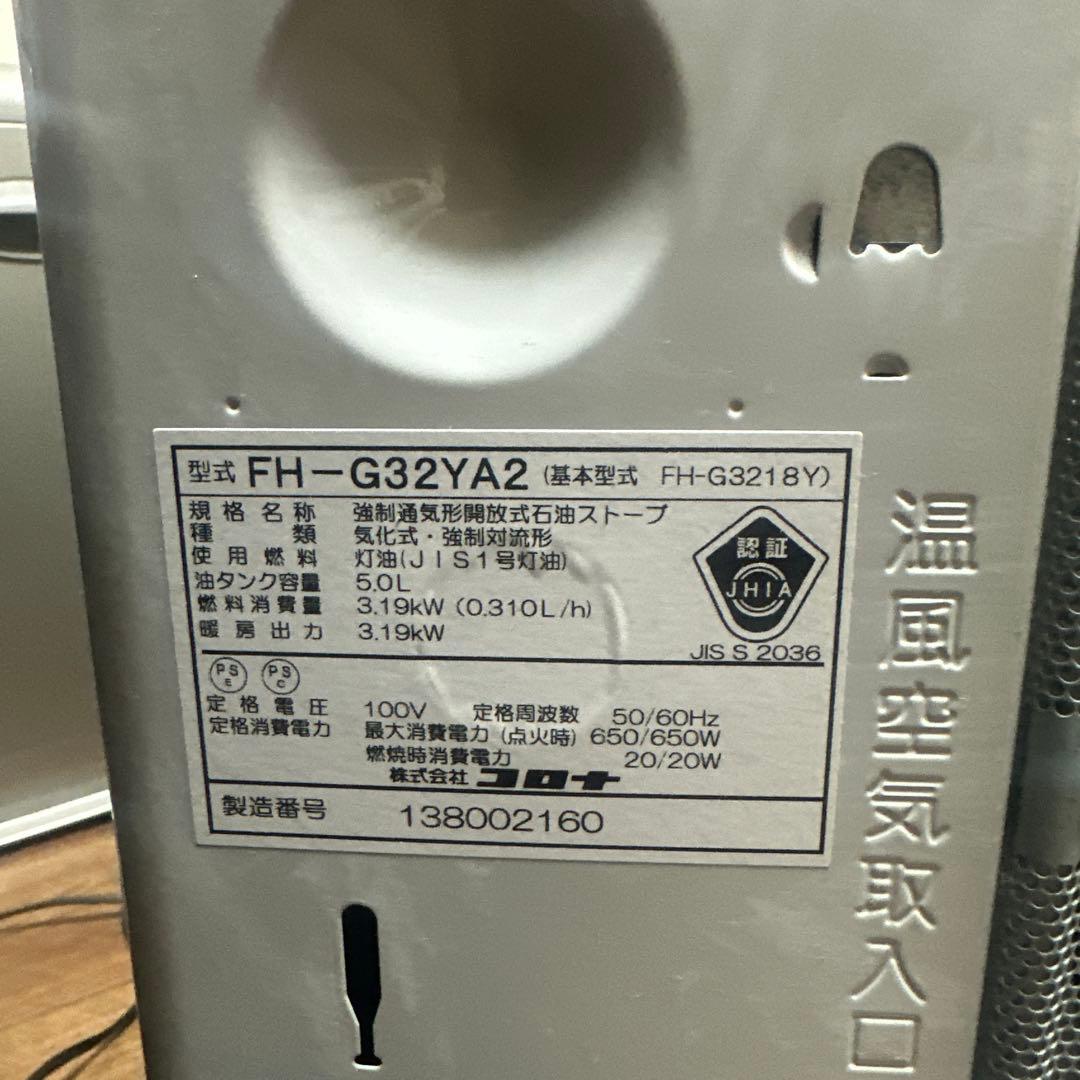 型式 FH-G32YA2 (基本型式 FH-G3218Y)
規格名称 強制通気形開放式石油ストーブ
種類 気化式・強制対流形
使用燃料 灯油(JIS1号灯油)
油タンク容量 5.0L
燃料消費量 3.19kW (0.310L/h)
暖房出力 3.19kW
認証
JHIA
JIS S 2036
PSE PSC
定格電圧 100V 定格周波数 50/60Hz
定格消費電力 最大消費電力 (点火時) 650/650W
燃焼時消費電力 20/20W
株式会社 コロナ
製造番号 138002160
温風空気取入口